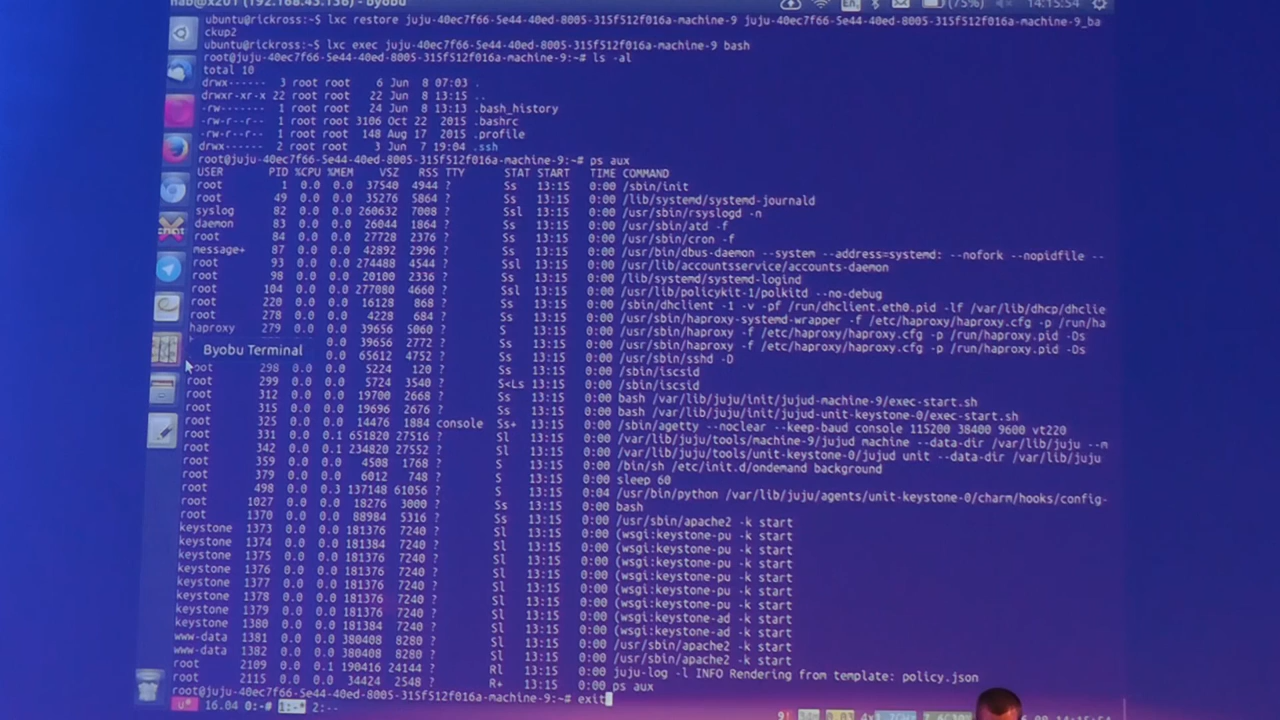 nab@x201 (192.168.43.136) - byobu
(75%) 14:15:54
ubuntu@rickross:~$ lxc restore juju-40ec7f66-5e44-40ed-8005-315f512f016a-machine-9 juju-40ec7f66-5e44-40ed-8005-315f512f016a-machine-9_ba
ckup2
ubuntu@rickross:~$ lxc exec juju-40ec7f66-5e44-40ed-8005-315f512f016a-machine-9 bash
root@juju-40ec7f66-5e44-40ed-8005-315f512f016a-machine-9:~# ls -al
total 10
drwx------ 3 root root 6 Jun 8 07:03 .
drwxr-xr-x 22 root root 22 Jun 8 13:15 ..
-rw------- 1 root root 24 Jun 8 13:13 .bash_history
-rw-r--r-- 1 root root 3106 Oct 22 2015 .bashrc
-rw-r--r-- 1 root root 148 Aug 17 2015 .profile
drwx------ 2 root root 3 Jun 7 19:04 .ssh
root@juju-40ec7f66-5e44-40ed-8005-315f512f016a-machine-9:~# ps aux
USER PID %CPU %MEM VSZ RSS TTY STAT START TIME COMMAND
root 1 0.0 0.0 37540 4944 ? Ss 13:15 0:00 /sbin/init
root 49 0.0 0.0 35276 5864 ? Ss 13:15 0:00 /lib/systemd/systemd-journald
syslog 82 0.0 0.0 260632 7008 ? Ssl 13:15 0:00 /usr/sbin/rsyslogd -n
daemon 83 0.0 0.0 26044 1864 ? Ss 13:15 0:00 /usr/sbin/atd -f
root 84 0.0 0.0 27728 2376 ? Ss 13:15 0:00 /usr/sbin/cron -f
message+ 87 0.0 0.0 42892 2996 ? Ss 13:15 0:00 /usr/bin/dbus-daemon --system --address=systemd: --nofork --nopidfile --
root 93 0.0 0.0 274488 4544 ? Ssl 13:15 0:00 /usr/lib/accountsservice/accounts-daemon
root 98 0.0 0.0 20100 2336 ? Ss 13:15 0:00 /lib/systemd/systemd-logind
root 104 0.0 0.0 277080 4660 ? Ssl 13:15 0:00 /usr/lib/policykit-1/polkitd --no-debug
root 220 0.0 0.0 16128 868 ? Ss 13:15 0:00 /sbin/dhclient -1 -v -pf /run/dhclient.eth0.pid -lf /var/lib/dhcp/dhclie
root 278 0.0 0.0 4228 684 ? Ss 13:15 0:00 /usr/sbin/haproxy-systemd-wrapper -f /etc/haproxy/haproxy.cfg -p /run/ha
haproxy 279 0.0 0.0 39656 5060 ? S 13:15 0:00 /usr/sbin/haproxy -f /etc/haproxy/haproxy.cfg -p /run/haproxy.pid -Ds
39656 2772 ? Ss 13:15 0:00 /usr/sbin/haproxy -f /etc/haproxy/haproxy.cfg -p /run/haproxy.pid -Ds
Byobu Terminal 65612 4752 ? Ss 13:15 0:00 /usr/sbin/sshd -D
root 298 0.0 0.0 5224 120 ? Ss 13:15 0:00 /sbin/iscsid
root 299 0.0 0.0 5724 3540 ? S<Ls 13:15 0:00 /sbin/iscsid
root 312 0.0 0.0 19700 2668 ? Ss 13:15 0:00 bash /var/lib/juju/init/jujud-machine-9/exec-start.sh
root 315 0.0 0.0 19696 2676 ? Ss 13:15 0:00 bash /var/lib/juju/init/jujud-unit-keystone-0/exec-start.sh
root 325 0.0 0.0 14476 1884 console Ss+ 13:15 0:00 /sbin/agetty --noclear --keep-baud console 115200 38400 9600 vt220
root 331 0.0 0.1 651820 27516 ? Sl 13:15 0:00 /var/lib/juju/tools/machine-9/jujud machine --data-dir /var/lib/juju --m
root 342 0.0 0.1 234820 27552 ? Sl 13:15 0:00 /var/lib/juju/tools/unit-keystone-0/jujud unit --data-dir /var/lib/juju
root 359 0.0 0.0 4508 1768 ? S 13:15 0:00 /bin/sh /etc/init.d/ondemand background
root 379 0.0 0.0 6012 748 ? S 13:15 0:00 sleep 60
root 498 0.0 0.3 137148 61056 ? S 13:15 0:04 /usr/bin/python /var/lib/juju/agents/unit-keystone-0/charm/hooks/config-
root 1027 0.0 0.0 18276 3000 ? Ss 13:15 0:00 bash
root 1370 0.0 0.0 88984 5316 ? Ss 13:15 0:00 /usr/sbin/apache2 -k start
keystone 1373 0.0 0.0 181376 7240 ? Sl 13:15 0:00 (wsgi:keystone-pu -k start
keystone 1374 0.0 0.0 181384 7240 ? Sl 13:15 0:00 (wsgi:keystone-pu -k start
keystone 1375 0.0 0.0 181376 7240 ? Sl 13:15 0:00 (wsgi:keystone-pu -k start
keystone 1376 0.0 0.0 181376 7240 ? Sl 13:15 0:00 (wsgi:keystone-pu -k start
keystone 1377 0.0 0.0 181376 7240 ? Sl 13:15 0:00 (wsgi:keystone-pu -k start
keystone 1378 0.0 0.0 181376 7240 ? Sl 13:15 0:00 (wsgi:keystone-pu -k start
keystone 1379 0.0 0.0 181376 7240 ? Sl 13:15 0:00 (wsgi:keystone-ad -k start
keystone 1380 0.0 0.0 181384 7240 ? Sl 13:15 0:00 (wsgi:keystone-ad -k start
www-data 1381 0.0 0.0 380408 8280 ? Sl 13:15 0:00 /usr/sbin/apache2 -k start
www-data 1382 0.0 0.0 380408 8280 ? Sl 13:15 0:00 /usr/sbin/apache2 -k start
root 2109 0.0 0.1 190416 24144 ? Rl 13:15 0:00 juju-log -l INFO Rendering from template: policy.json
root 2115 0.0 0.0 34424 2548 ? R+ 13:15 0:00 ps aux
root@juju-40ec7f66-5e44-40ed-8005-315f512f016a-machine-9:~# exit
16.04 0:-# 1:-* 2:--